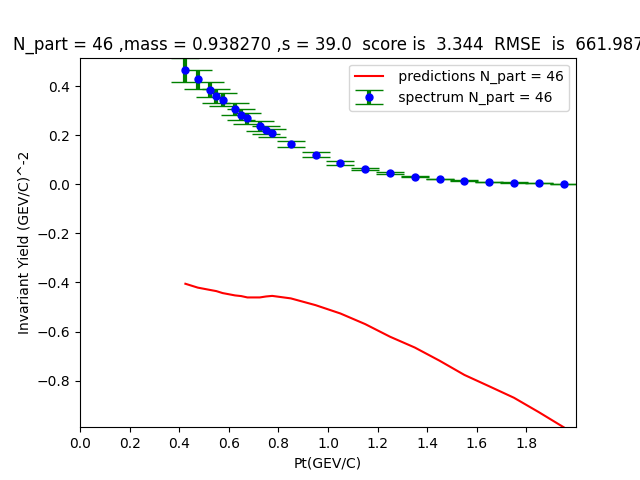 N_part = 46 ,mass = 0.938270 ,s = 39.0  score is  3.344  RMSE  is  661.987
predictions N_part = 46
spectrum N_part = 46
Invariant Yield (GEV/C)^-2
0.4
0.2
0.0
−0.2
−0.4
−0.6
−0.8
0.0 0.2 0.4 0.6 0.8 1.0 1.2 1.4 1.6 1.8
Pt(GEV/C)